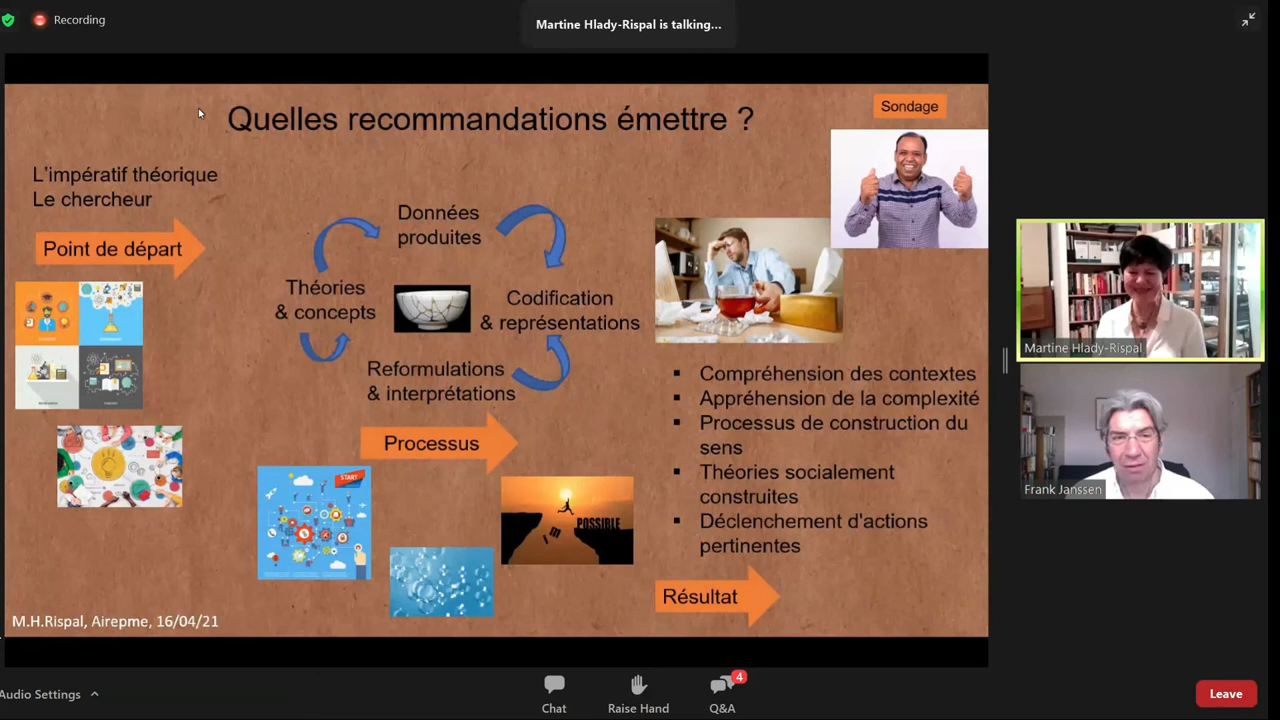 Recording
Martine Hlady-Rispal is talking...
Quelles recommandations émettre ?
Sondage
L'impératif théorique
Le chercheur
Point de départ
Données
produites
Théories
& concepts
Codification
& représentations
Reformulations
& interprétations
Processus
START
POSSIBLE
▪ Compréhension des contextes
▪ Appréhension de la complexité
▪ Processus de construction du
sens
▪ Théories socialement
construites
▪ Déclenchement d'actions
pertinentes
Résultat
M.H.Rispal, Airepme, 16/04/21
Martine Hlady-Rispal
Frank Janssen
Audio Settings
Chat
Raise Hand
4
Q&A
Leave